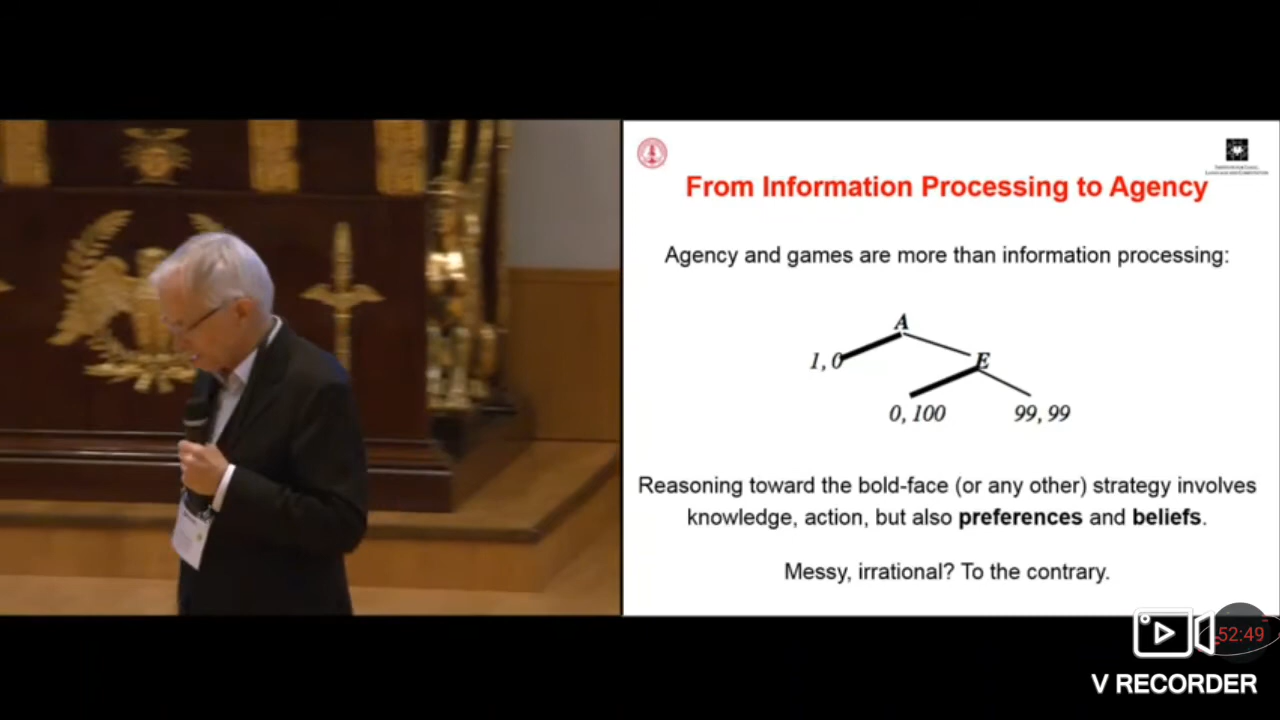 From Information Processing to Agency
Agency and games are more than information processing:
A
1, 0
E
0, 100
99, 99
Reasoning toward the bold-face (or any other) strategy involves
knowledge, action, but also preferences and beliefs.
Messy, irrational? To the contrary.
52:49
V RECORDER